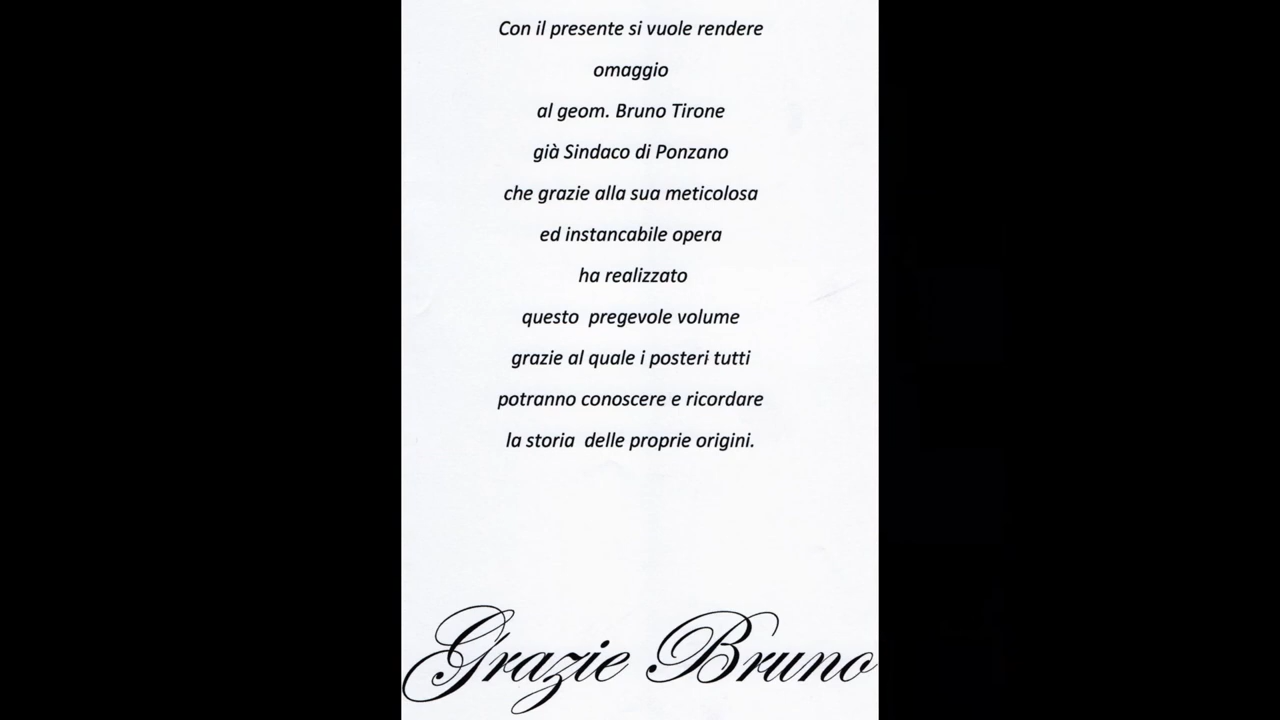 Con il presente si vuole rendere
omaggio
al geom. Bruno Tirone
già Sindaco di Ponzano
che grazie alla sua meticolosa
ed instancabile opera
ha realizzato
questo pregevole volume
grazie al quale i posteri tutti
potranno conoscere e ricordare
la storia delle proprie origini.
Grazie Bruno